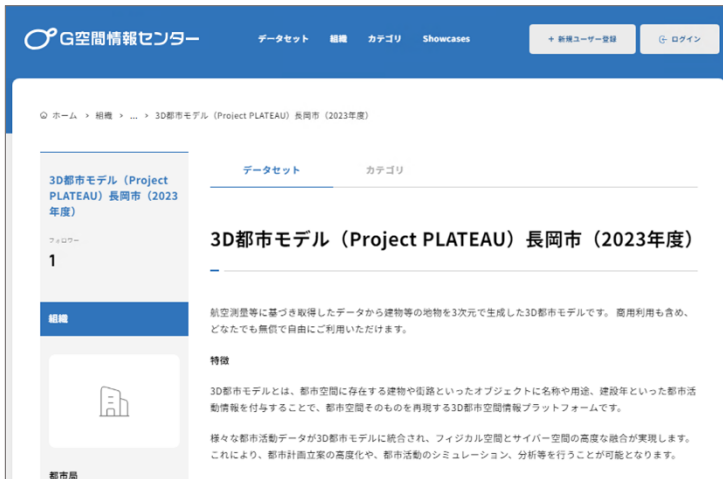 G空間情報センター
データセット 組織 カテゴリ Showcases
+ 新規ユーザー登録 ログイン
ホーム > 組織 > ... > 3D都市モデル（Project PLATEAU）長岡市（2023年度）
3D都市モデル（Project
PLATEAU）長岡市（2023
年度）
フォロワー
1
組織
都市局
データセット カテゴリ
3D都市モデル（Project PLATEAU）長岡市（2023年度）
航空測量等に基づき取得したデータから建物等の地物を3次元で生成した3D都市モデルです。 商用利用も含め、
どなたでも無償で自由にご利用いただけます。
特徴
3D都市モデルとは、都市空間に存在する建物や街路といったオブジェクトに名称や用途、建設年といった都市活
動情報を付与することで、都市空間そのものを再現する3D都市空間情報プラットフォームです。
様々な都市活動データが3D都市モデルに統合され、フィジカル空間とサイバー空間の高度な融合が実現します。
これにより、都市計画立案の高度化や、都市活動のシミュレーション、分析等を行うことが可能となります。